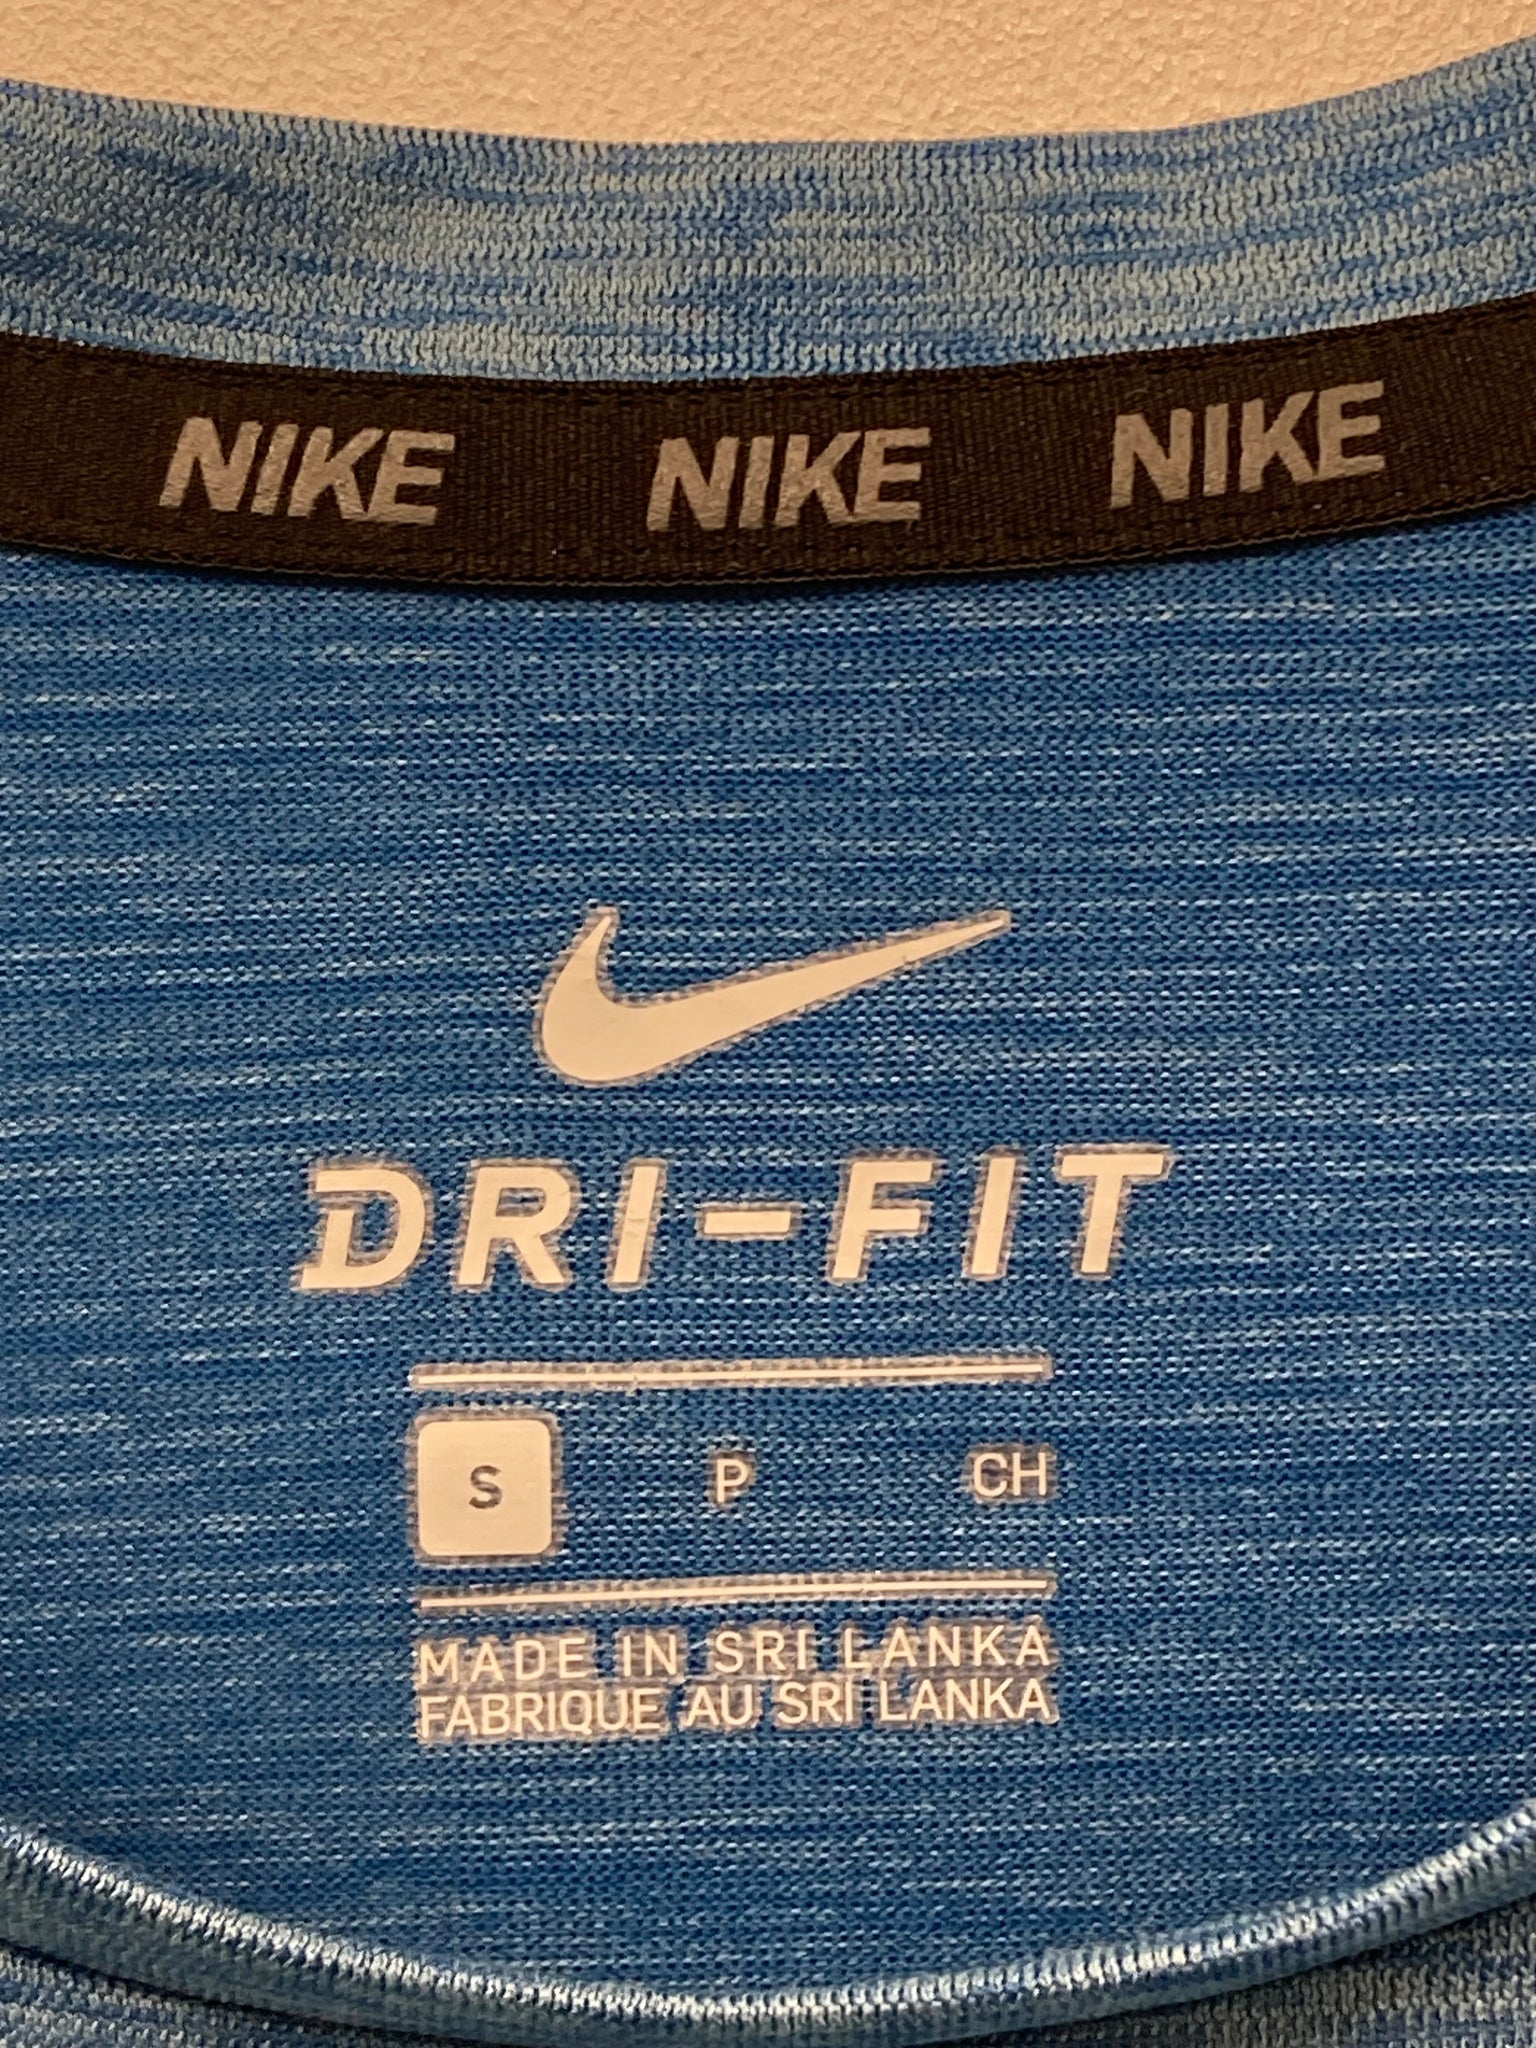 NIKE NIKE NIKE
DRI-FIT
S P CH
MADE IN SRI LANKA
FABRIQUE AU SRI LANKA